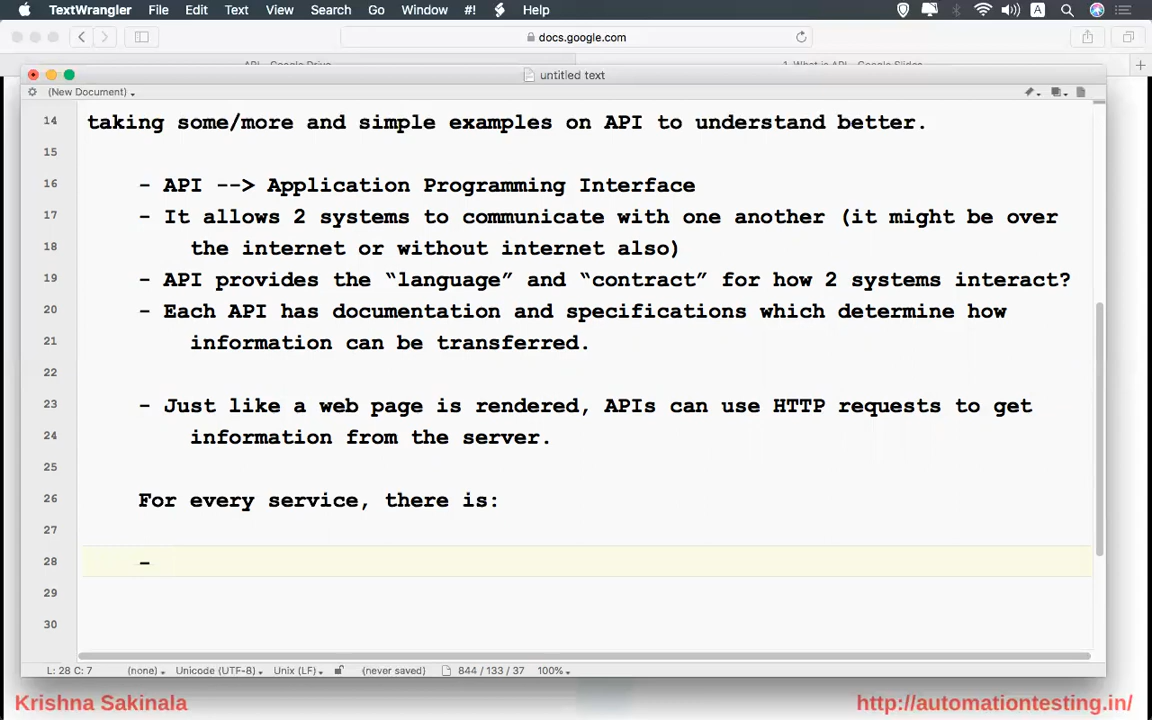 TextWrangler File Edit Text View Search Go Window #! Help
docs.google.com
untitled text
(New Document)
14 taking some/more and simple examples on API to understand better.
15
16 - API --> Application Programming Interface
17 - It allows 2 systems to communicate with one another (it might be over
18 the internet or without internet also)
19 - API provides the “language” and “contract” for how 2 systems interact?
20 - Each API has documentation and specifications which determine how
21 information can be transferred.
22
23 - Just like a web page is rendered, APIs can use HTTP requests to get
24 information from the server.
25
26 For every service, there is:
27
28 -
29
30
L: 28 C: 7 (none) Unicode (UTF-8) Unix (LF) (never saved) 844 / 133 / 37 100%
Krishna Sakinala http://automationtesting.in/